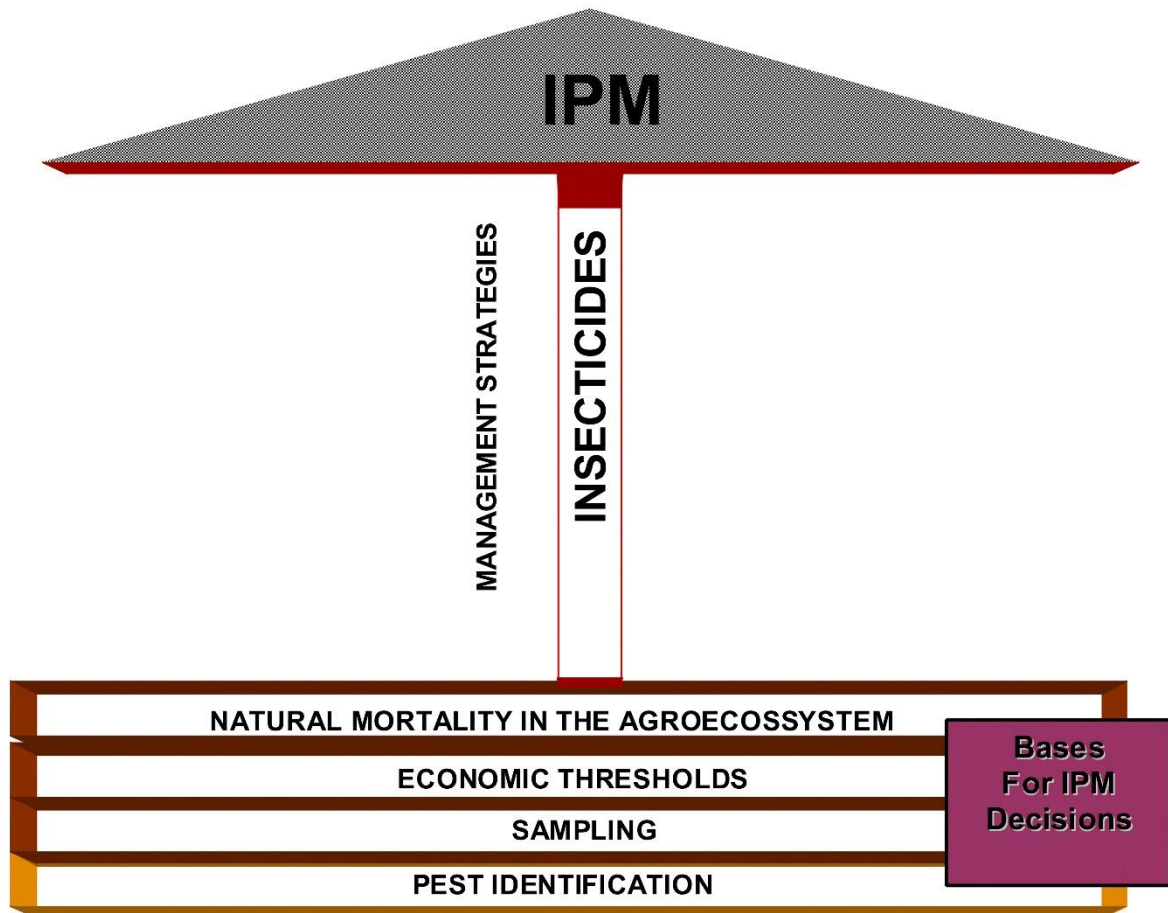 IPM
MANAGEMENT STRATEGIES
INSECTICIDES
NATURAL MORTALITY IN THE AGROECOSSYSTEM
ECONOMIC THRESHOLDS
SAMPLING
PEST IDENTIFICATION
Bases
For IPM
Decisions